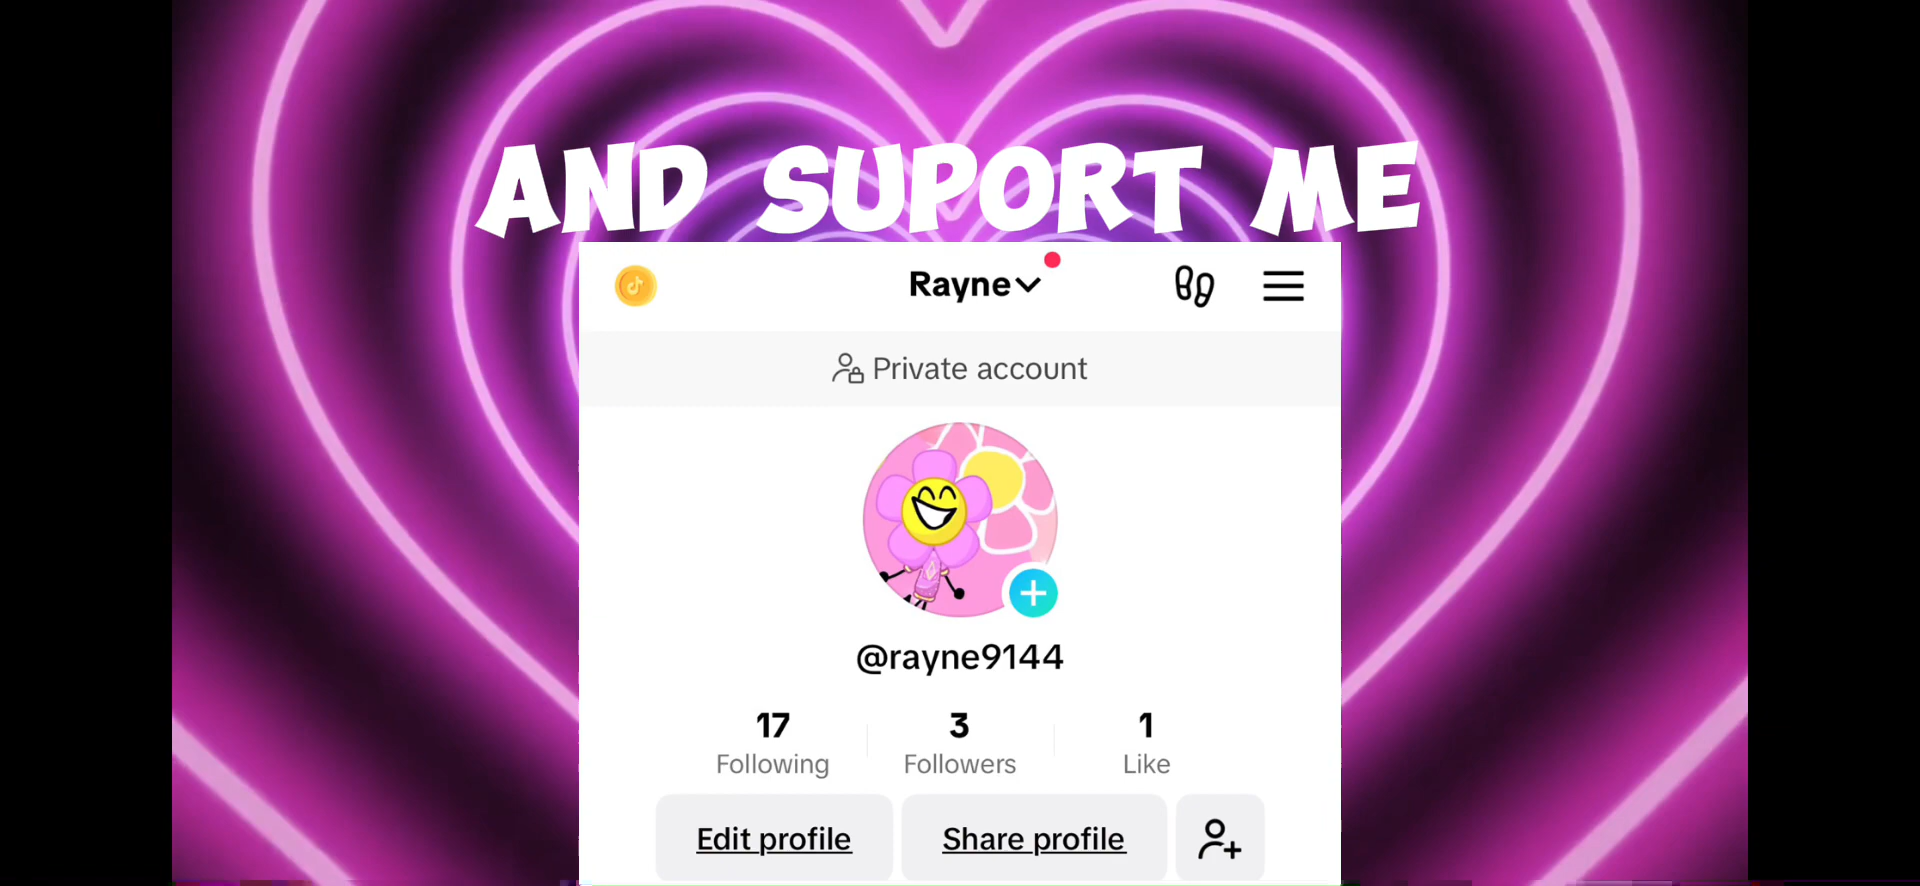 AND SUPORT ME
Rayne
Private account
@rayne9144
17 3 1
Following Followers Like
Edit profile Share profile